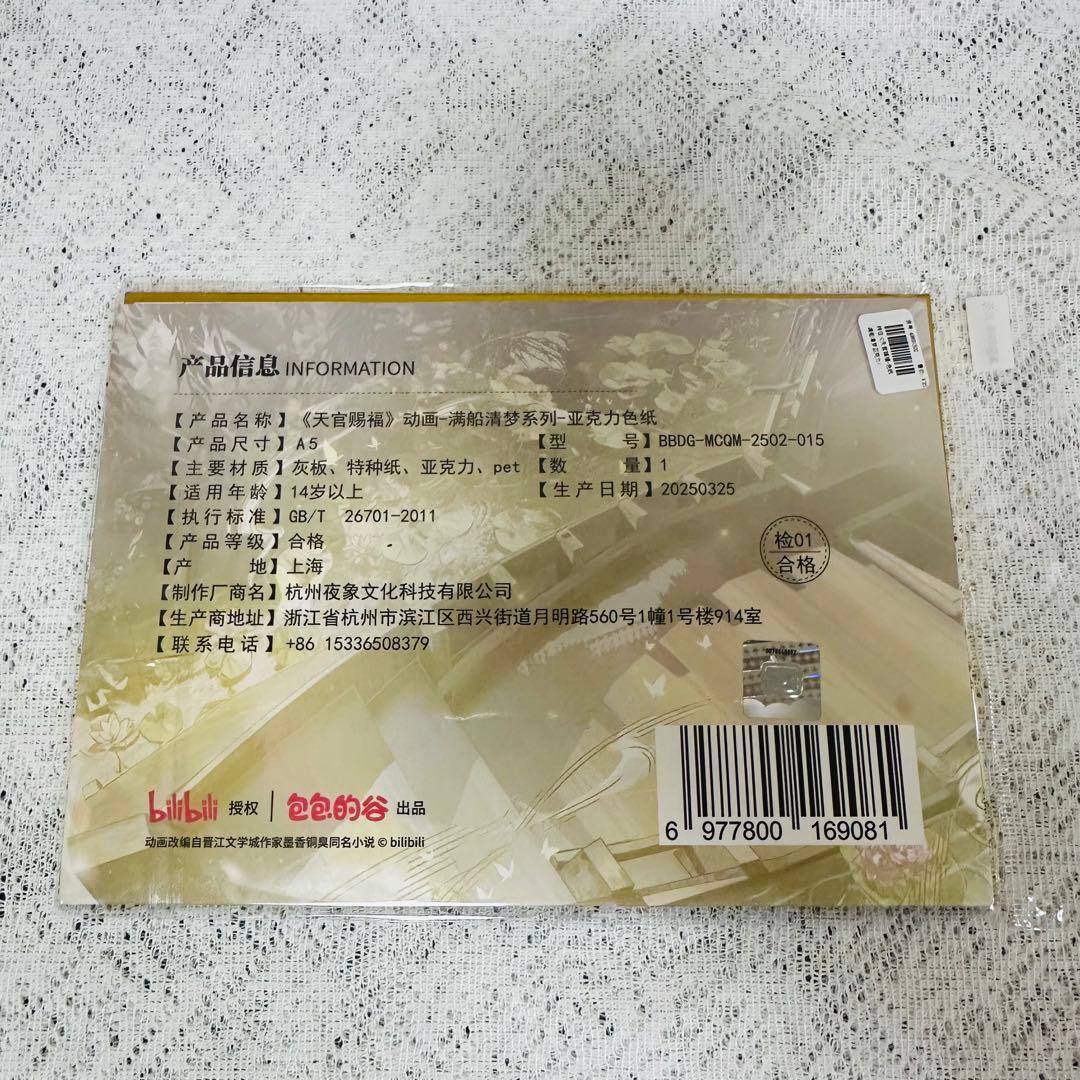 产品信息 INFORMATION
【产品名称】《天官赐福》动画-满船清梦系列-亚克力色纸
【产品尺寸】A5 【型 号】BBDG-MCQM-2502-015
【主要材质】灰板、特种纸、亚克力、pet 【数 量】1
【适用年龄】14岁以上 【生产日期】20250325
【执行标准】GB/T 26701-2011
【产品等级】合格
【产 地】上海
检01
合格
【制作厂商名】杭州夜象文化科技有限公司
【生产商地址】浙江省杭州市滨江区西兴街道月明路560号1幢1号楼914室
【联系电话】+86 15336508379
bilibili 授权 | 包包的谷 出品
动画改编自晋江文学城作家墨香铜臭同名小说 © bilibili
6 977800 169081